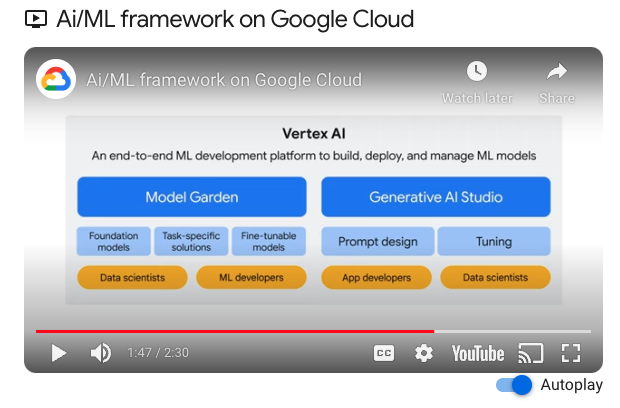 Ai/ML framework on Google Cloud
Ai/ML framework on Google Cloud
Watch later
Share
Vertex AI
An end-to-end ML development platform to build, deploy, and manage ML models
Model Garden
Generative AI Studio
Foundation
models
Task-specific
solutions
Fine-tunable
models
Prompt design
Tuning
Data scientists
ML developers
App developers
Data scientists
1:47 / 2:30
CC
YouTube
Autoplay